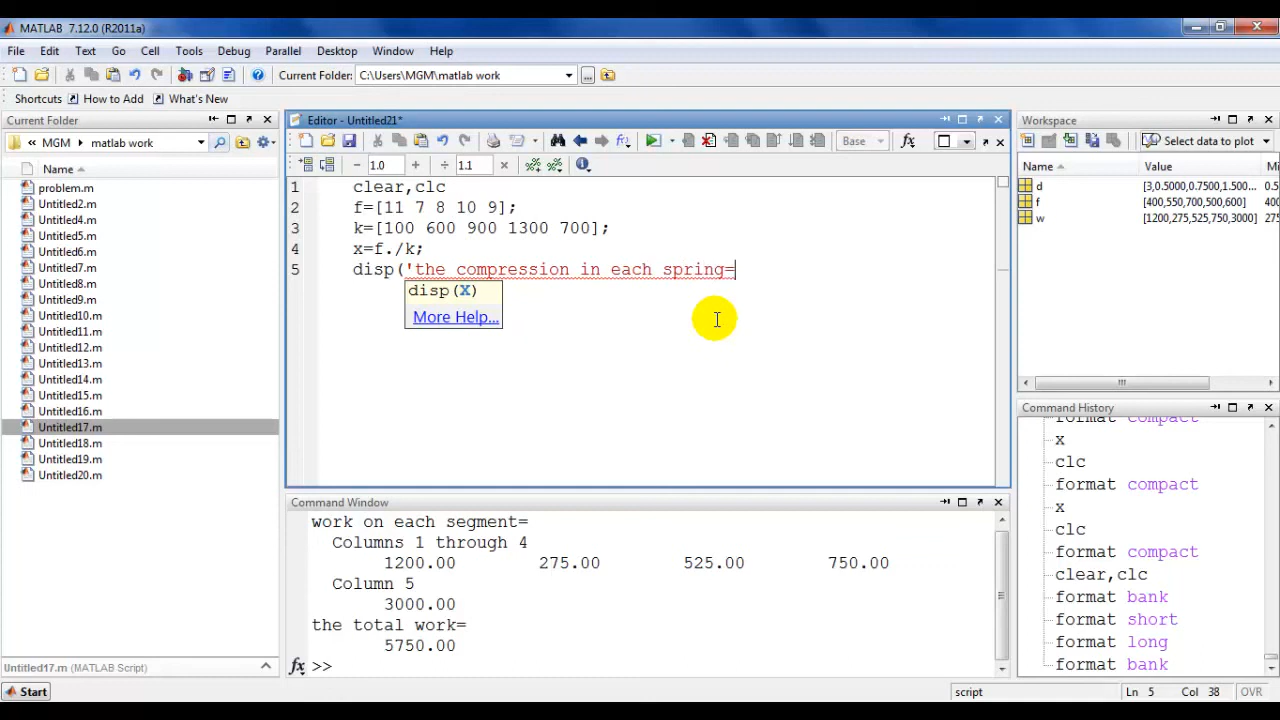 MATLAB 7.12.0 (R2011a)
File Edit Text Go Cell Tools Debug Parallel Desktop Window Help
Current Folder: C:\Users\MGM\matlab work
Shortcuts How to Add What's New
Current Folder
« MGM ▸ matlab work
Name
problem.m
Untitled2.m
Untitled4.m
Untitled5.m
Untitled6.m
Untitled7.m
Untitled8.m
Untitled9.m
Untitled10.m
Untitled11.m
Untitled12.m
Untitled13.m
Untitled14.m
Untitled15.m
Untitled16.m
Untitled17.m
Untitled18.m
Untitled19.m
Untitled20.m
Untitled17.m (MATLAB Script)
Editor - Untitled21*
Base fx
− 1.0 + ÷ 1.1 ×
1 clear,clc
2 f=[11 7 8 10 9];
3 k=[100 600 900 1300 700];
4 x=f./k;
5 disp('the compression in each spring=
disp(X)
More Help...
Command Window
work on each segment=
Columns 1 through 4
1200.00 275.00 525.00 750.00
Column 5
3000.00
the total work=
5750.00
fx >>
Workspace
Select data to plot
Name Value Mi
d [3,0.5000,0.7500,1.500... 0.5
f [400,550,700,500,600] 400
w [1200,275,525,750,3000] 275
Command History
format compact
x
clc
format compact
x
clc
format compact
clear,clc
format bank
format short
format long
format bank
Start
script Ln 5 Col 38 OVR